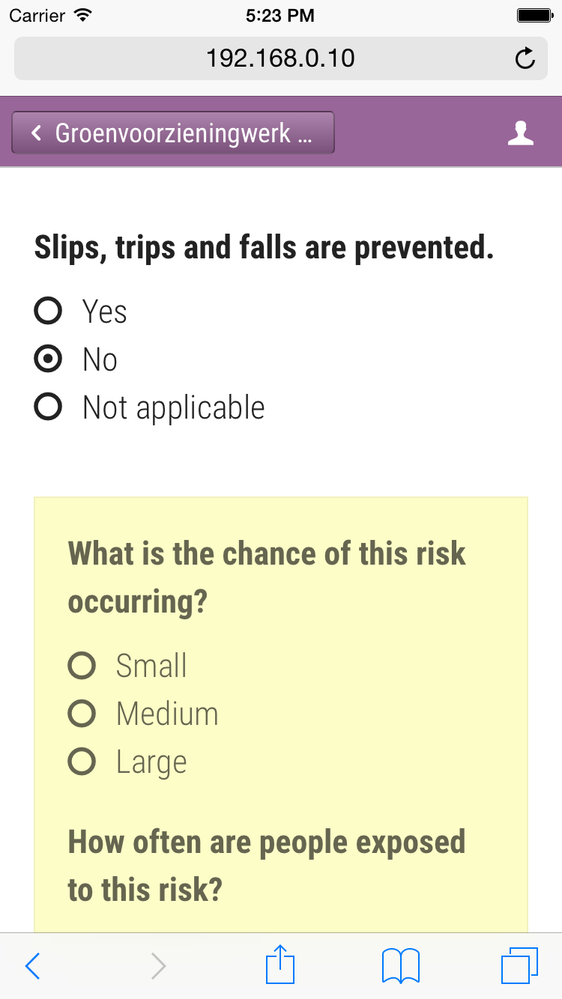 Carrier 5:23 PM
192.168.0.10
Groenvoorzieningwerk ...
Slips, trips and falls are prevented.
Yes
No
Not applicable
What is the chance of this risk
occurring?
Small
Medium
Large
How often are people exposed
to this risk?